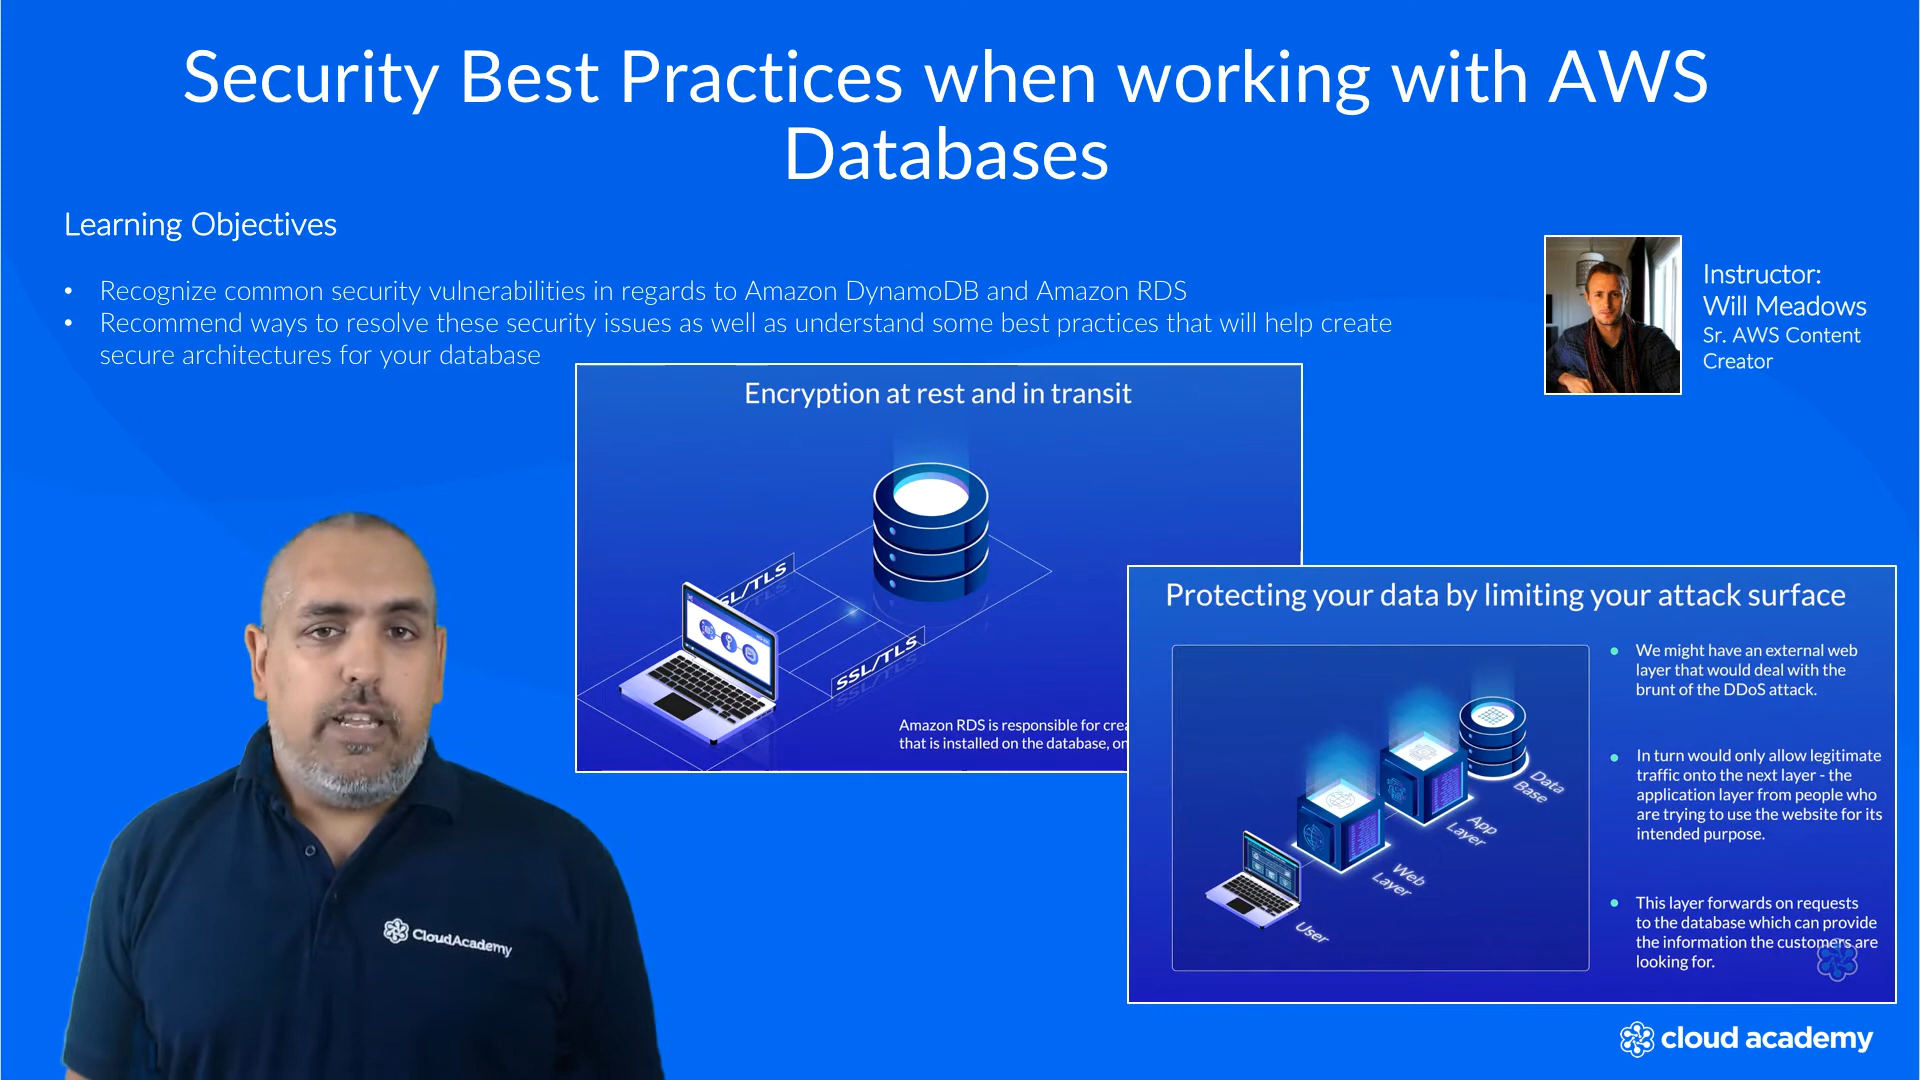 Security Best Practices when working with AWS
Databases
Learning Objectives
• Recognize common security vulnerabilities in regards to Amazon DynamoDB and Amazon RDS
• Recommend ways to resolve these security issues as well as understand some best practices that will help create
secure architectures for your database
Instructor:
Will Meadows
Sr. AWS Content
Creator
Encryption at rest and in transit
SL/TLS
SSL/TLS
Amazon RDS is responsible for crea
that is installed on the database, on
Protecting your data by limiting your attack surface
• We might have an external web
layer that would deal with the
brunt of the DDoS attack.
• In turn would only allow legitimate
traffic onto the next layer - the
application layer from people who
are trying to use the website for its
intended purpose.
• This layer forwards on requests
to the database which can provide
the information the customers are
looking for.
Data
Base
App
Layer
Web
Layer
User
CloudAcademy
cloud academy